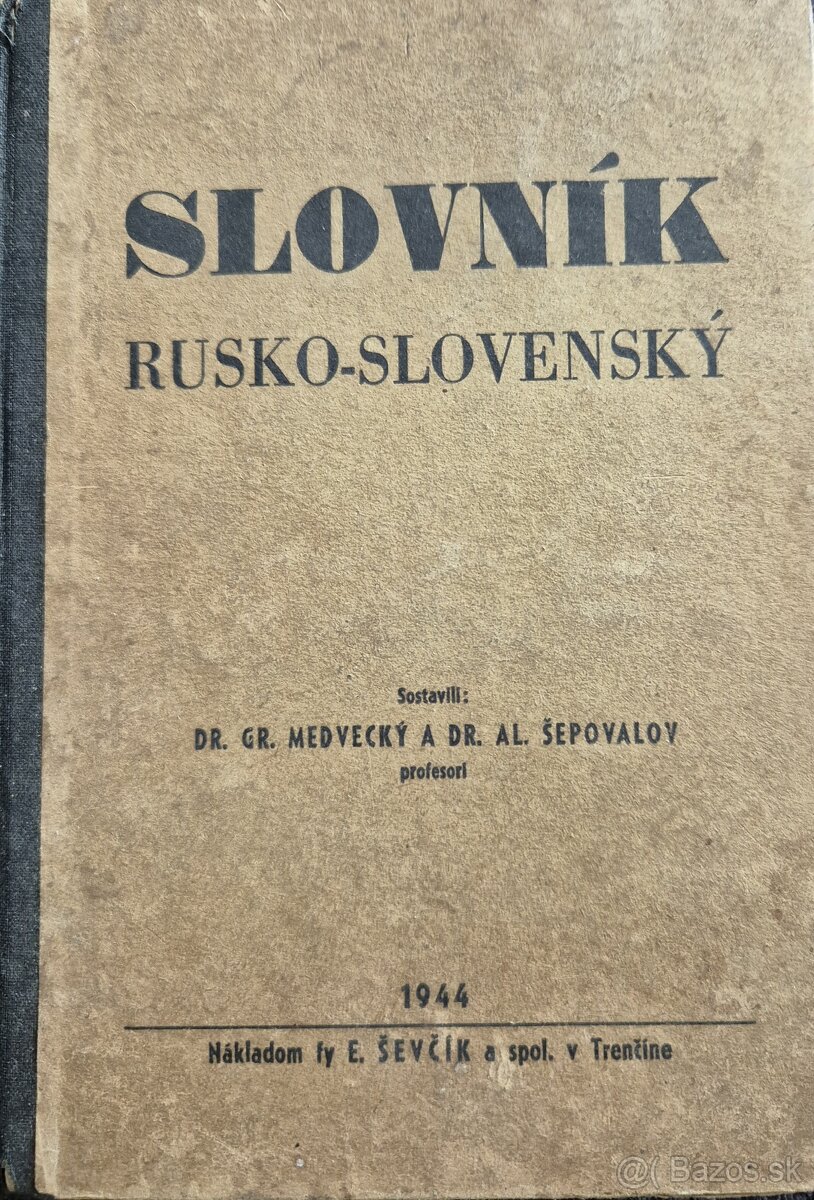 SLOVNÍK
RUSKO-SLOVENSKÝ
Sostavili:
DR. GR. MEDVECKÝ A DR. AL. ŠEPOVALOV
profesori
1944
Nákladom fy E. ŠEVČÍK a spol. v Trenčíne
@( Bazos.sk